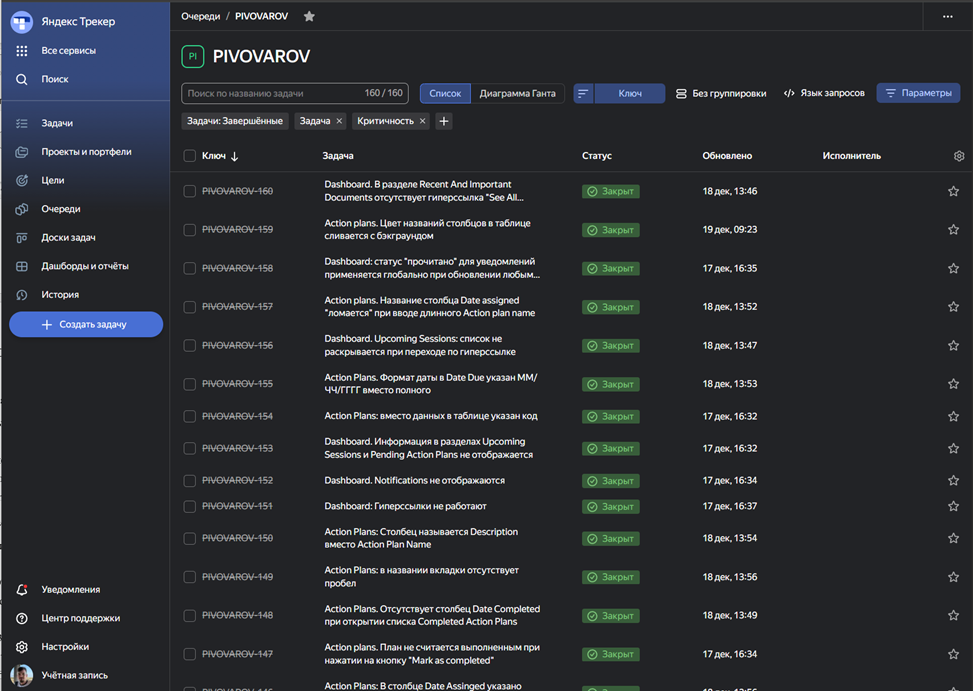 Яндекс Трекер
Все сервисы
Поиск
Задачи
Проекты и портфели
Цели
Очереди
Доски задач
Дашборды и отчёты
История
Создать задачу
Уведомления
Центр поддержки
Настройки
Учётная запись
Очереди / PIVOVAROV
PI PIVOVAROV
Поиск по названию задачи 160 / 160 Список Диаграмма Ганта Ключ Без группировки </> Язык запросов Параметры
Задачи: Завершённые Задача × Критичность × +
Ключ ↓ Задача Статус Обновлено Исполнитель
PIVOVAROV-160 Dashboard. В разделе Recent And Important Закрыт 18 дек, 13:46
Documents отсутствует гиперссылка "See All...
PIVOVAROV-159 Action plans. Цвет названий столбцов в таблице Закрыт 19 дек, 09:23
сливается с бэкграундом
PIVOVAROV-158 Dashboard: статус "прочитано" для уведомлений Закрыт 17 дек, 16:35
применяется глобально при обновлении любым...
PIVOVAROV-157 Action plans. Название столбца Date assigned Закрыт 18 дек, 13:52
"ломается" при вводе длинного Action plan name
PIVOVAROV-156 Dashboard. Upcoming Sessions: список не Закрыт 18 дек, 13:47
раскрывается при переходе по гиперссылке
PIVOVAROV-155 Action Plans. Формат даты в Date Due указан ММ/ Закрыт 18 дек, 13:53
ЧЧ/ГГГГ вместо полного
PIVOVAROV-154 Action Plans: вместо данных в таблице указан код Закрыт 17 дек, 16:32
PIVOVAROV-153 Dashboard. Информация в разделах Upcoming Закрыт 17 дек, 16:32
Sessions и Pending Action Plans не отображается
PIVOVAROV-152 Dashboard. Notifications не отображаются Закрыт 17 дек, 16:34
PIVOVAROV-151 Dashboard: Гиперссылки не работают Закрыт 17 дек, 16:37
PIVOVAROV-150 Action Plans: Столбец называется Description Закрыт 18 дек, 13:54
вместо Action Plan Name
PIVOVAROV-149 Action Plans: в названии вкладки отсутствует Закрыт 18 дек, 13:56
пробел
PIVOVAROV-148 Action Plans. Отсутствует столбец Date Completed Закрыт 18 дек, 13:49
при открытии списка Completed Action Plans
PIVOVAROV-147 Action plans. План не считается выполненным при Закрыт 17 дек, 16:34
нажатии на кнопку "Mark as completed"
Action Plans: В столбце Date Assinged указано